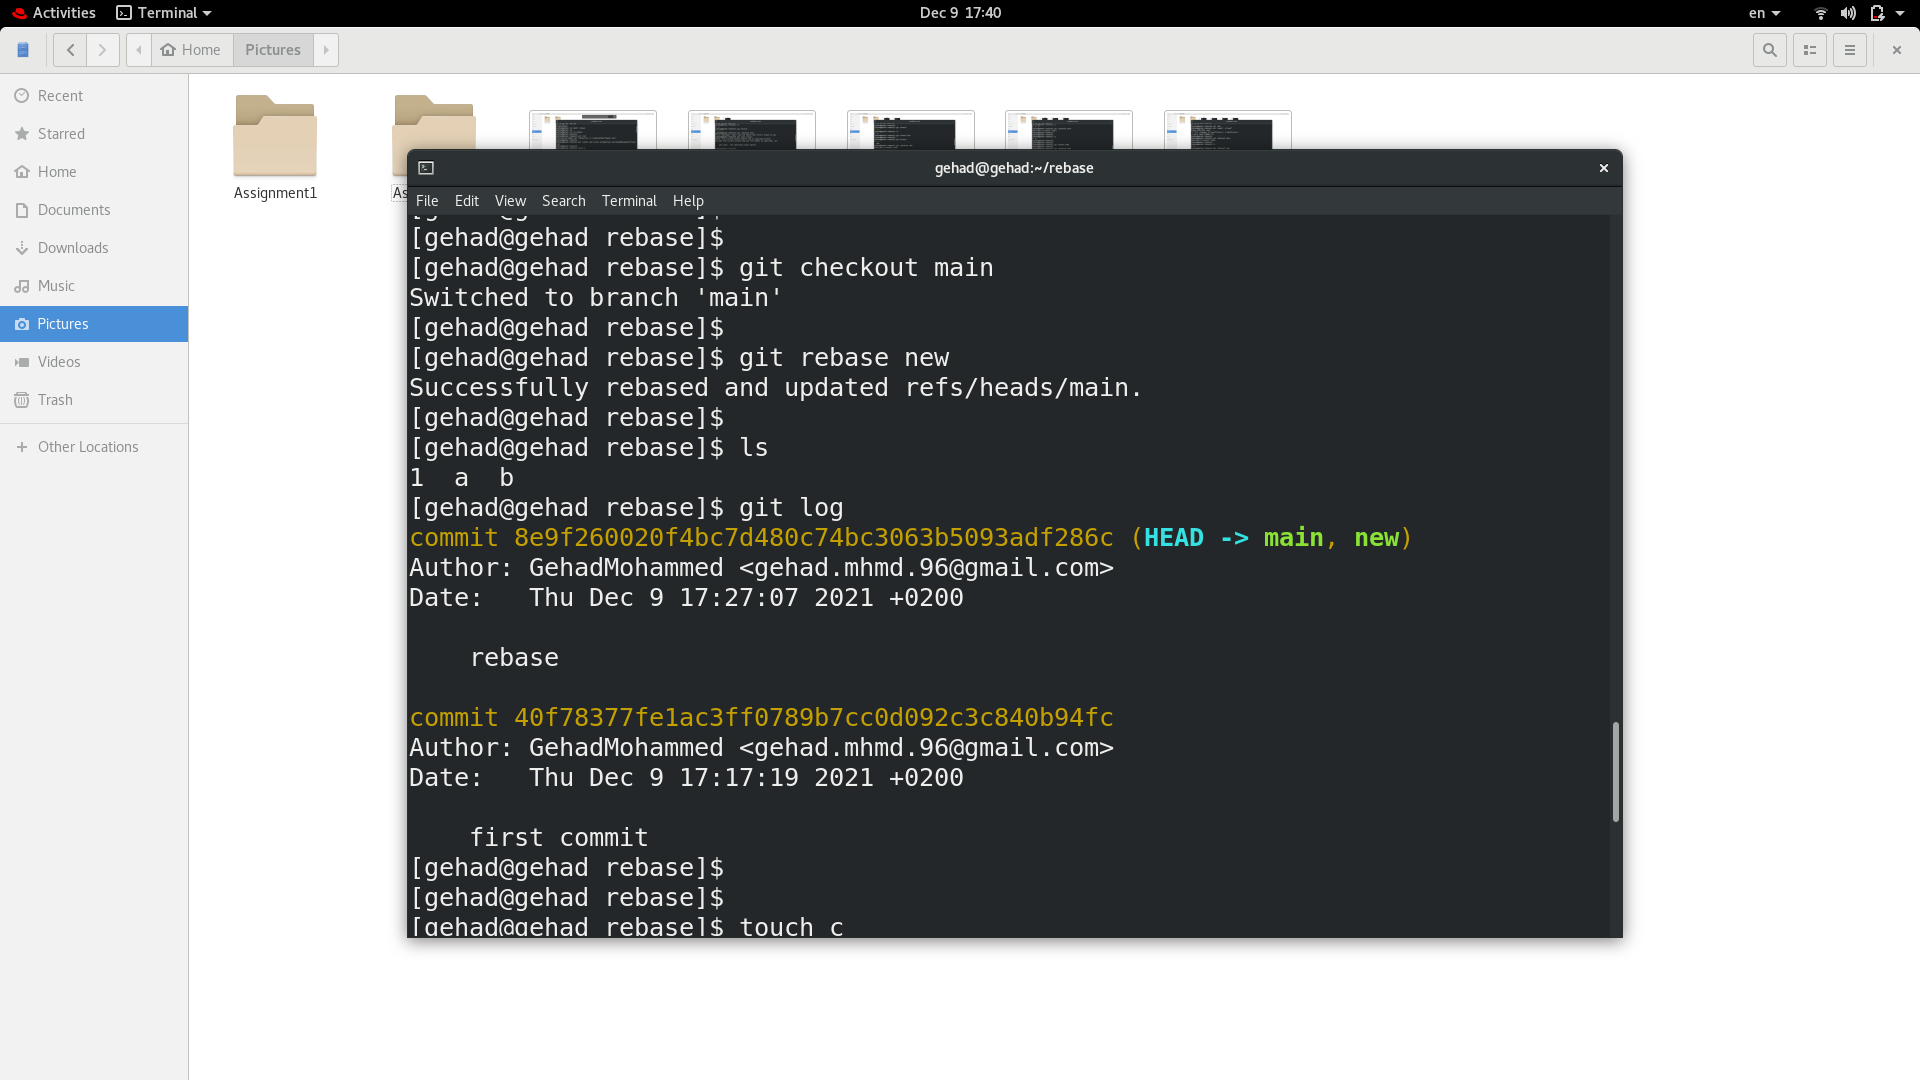 Activities
Terminal
Dec 9 17:40
en
Home
Pictures
Recent
Starred
Home
Documents
Downloads
Music
Pictures
Videos
Trash
Other Locations
Assignment1
As
gehad@gehad:~/rebase
File Edit View Search Terminal Help
[gehad@gehad rebase]$
[gehad@gehad rebase]$ git checkout main
Switched to branch 'main'
[gehad@gehad rebase]$
[gehad@gehad rebase]$ git rebase new
Successfully rebased and updated refs/heads/main.
[gehad@gehad rebase]$
[gehad@gehad rebase]$ ls
1  a  b
[gehad@gehad rebase]$ git log
commit 8e9f260020f4bc7d480c74bc3063b5093adf286c (HEAD -> main, new)
Author: GehadMohammed <gehad.mhmd.96@gmail.com>
Date:   Thu Dec 9 17:27:07 2021 +0200
rebase
commit 40f78377fe1ac3ff0789b7cc0d092c3c840b94fc
Author: GehadMohammed <gehad.mhmd.96@gmail.com>
Date:   Thu Dec 9 17:17:19 2021 +0200
first commit
[gehad@gehad rebase]$
[gehad@gehad rebase]$
[gehad@gehad rebase]$ touch c